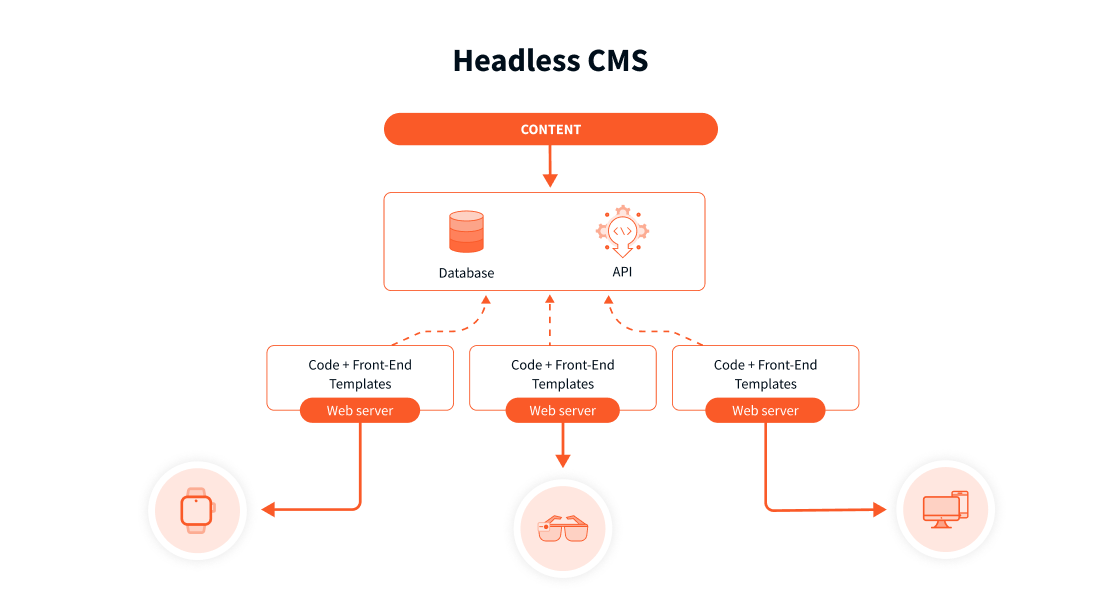 Headless CMS
CONTENT
Database
API
Code + Front-End
Templates
Web server
Code + Front-End
Templates
Web server
Code + Front-End
Templates
Web server